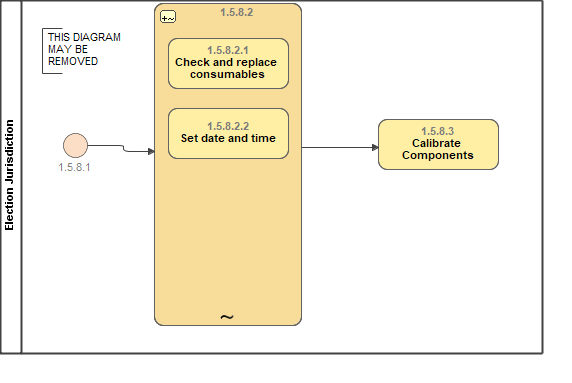 THIS DIAGRAM
MAY BE
REMOVED
Election Jurisdiction
1.5.8.1
1.5.8.2
1.5.8.2.1
Check and replace
consumables
1.5.8.2.2
Set date and time
~
1.5.8.3
Calibrate
Components